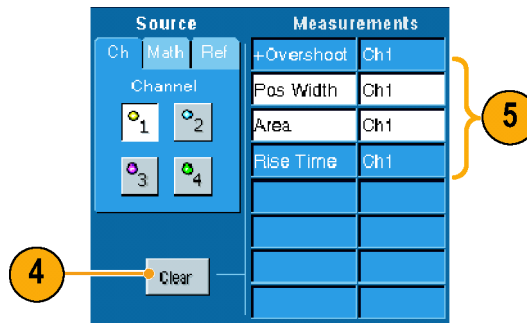 Source
Measurements
Ch Math Ref
Channel
1 2
3 4
+Overshoot Ch1
Pos Width Ch1
Area Ch1
Rise Time Ch1
5
4
Clear